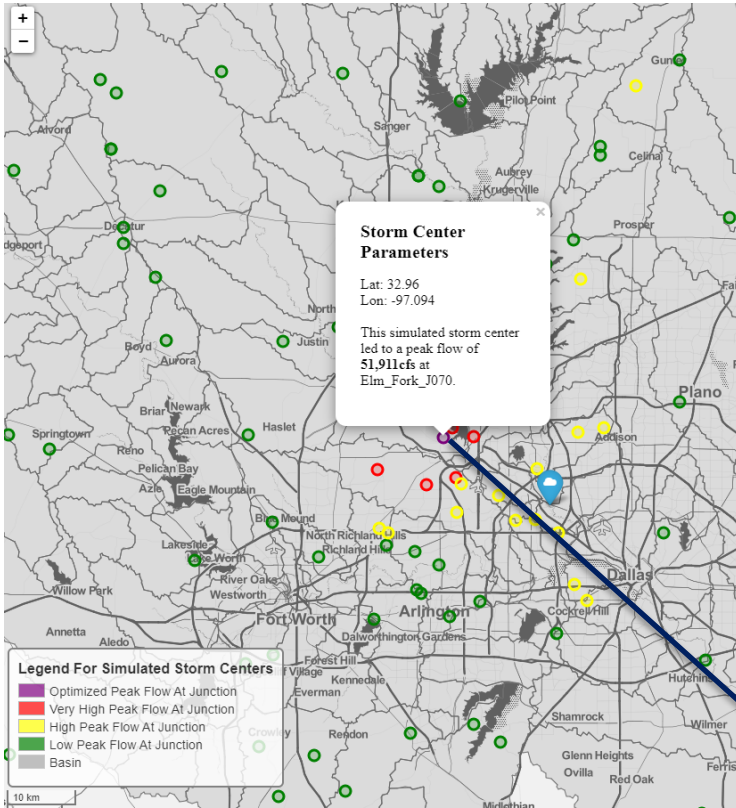 +
−
Gunter
Pilot Point
Alvord
Sanger
Celina
Aubrey
Krugerville
Decatur
Prosper
dgeport
×
Storm Center
Parameters
Lat: 32.96
Lon: -97.094
This simulated storm center
led to a peak flow of
51,911cfs at
Elm_Fork_J070.
North
Justin
Boyd
Aurora
Plano
Briar
Newark
Pecan Acres
Haslet
Springtown
Addison
Reno
Pelican Bay
Azle
Eagle Mountain
North Richland Hills
Richland Hills
Lakeside
Lake Worth
River Oaks
Westworth
Willow Park
Dallas
Arlington
Cockrell Hill
Fort Worth
Annetta
Aledo
Dalworthington Gardens
Forest Hill
Village
Kennedale
Everman
Hutchins
Crowley
Rendon
Shamrock
Wilmer
Glenn Heights
Ovilla
Red Oak
Ferris
Midlothian
Legend For Simulated Storm Centers
Optimized Peak Flow At Junction
Very High Peak Flow At Junction
High Peak Flow At Junction
Low Peak Flow At Junction
Basin
10 km